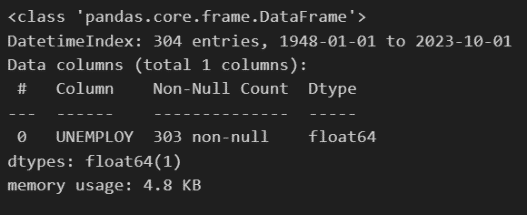 <class 'pandas.core.frame.DataFrame'>
DatetimeIndex: 304 entries, 1948-01-01 to 2023-10-01
Data columns (total 1 columns):
 #   Column    Non-Null Count  Dtype
---  ------    --------------  -----
 0   UNEMPLOY  303 non-null    float64
dtypes: float64(1)
memory usage: 4.8 KB